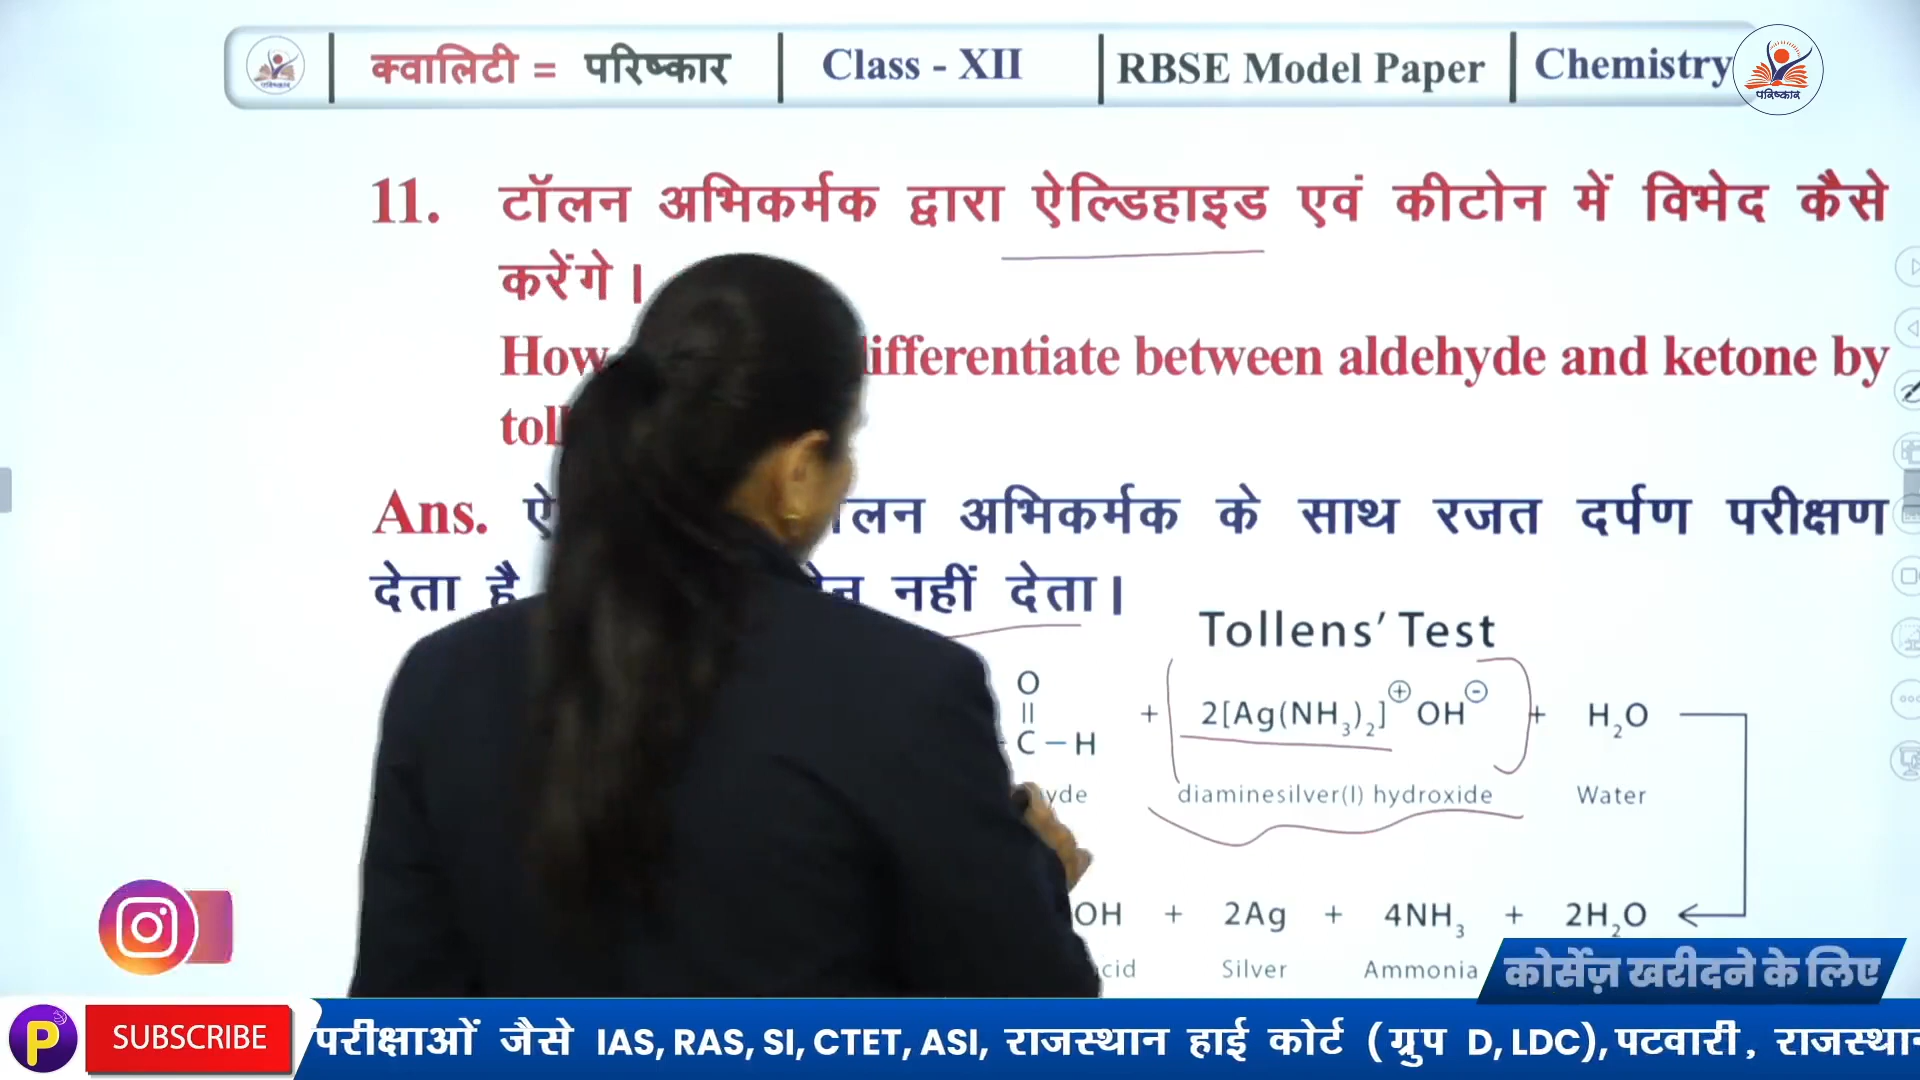 क्वालिटी = परिष्कार | Class - XII | RBSE Model Paper | Chemistry
परिष्कार
परिष्कार
11. टॉलन अभिकर्मक द्वारा ऐल्डिहाइड एवं कीटोन में विभेद कैसे
करेंगे।
How differentiate between aldehyde and ketone by
Ans. लन अभिकर्मक के साथ रजत दर्पण परीक्षण
देता है नहीं देता।
Tollens’ Test
O
C – H + 2[Ag(NH₃)₂]⊕ OH⊖ + H₂O
diaminesilver(I) hydroxide Water
OH + 2Ag + 4NH₃ + 2H₂O
Silver Ammonia
कोर्सेज़ खरीदने के लिए
P SUBSCRIBE परीक्षाओं जैसे IAS, RAS, SI, CTET, ASI, राजस्थान हाई कोर्ट (ग्रुप D, LDC), पटवारी,